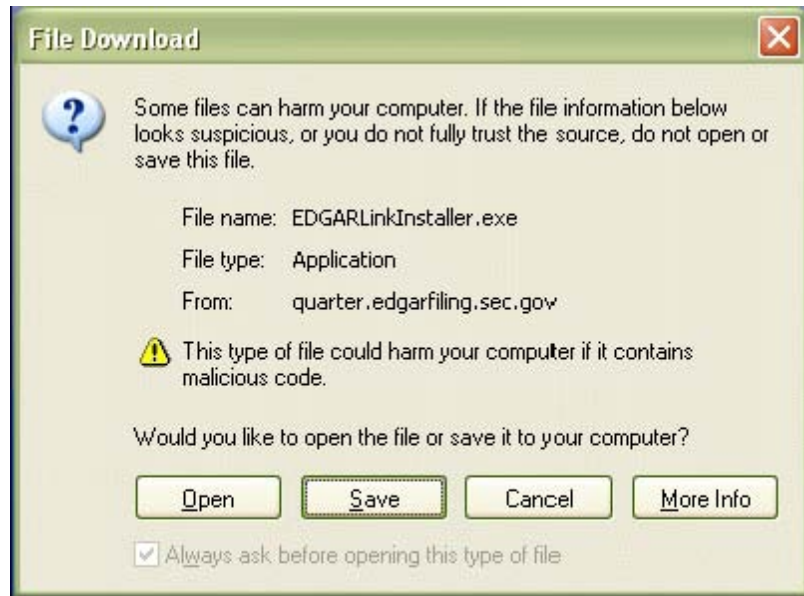 File Download
Some files can harm your computer. If the file information below
looks suspicious, or you do not fully trust the source, do not open or
save this file.
File name: EDGARLinkInstaller.exe
File type: Application
From: quarter.edgarfiling.sec.gov
This type of file could harm your computer if it contains
malicious code.
Would you like to open the file or save it to your computer?
Open Save Cancel More Info
Always ask before opening this type of file